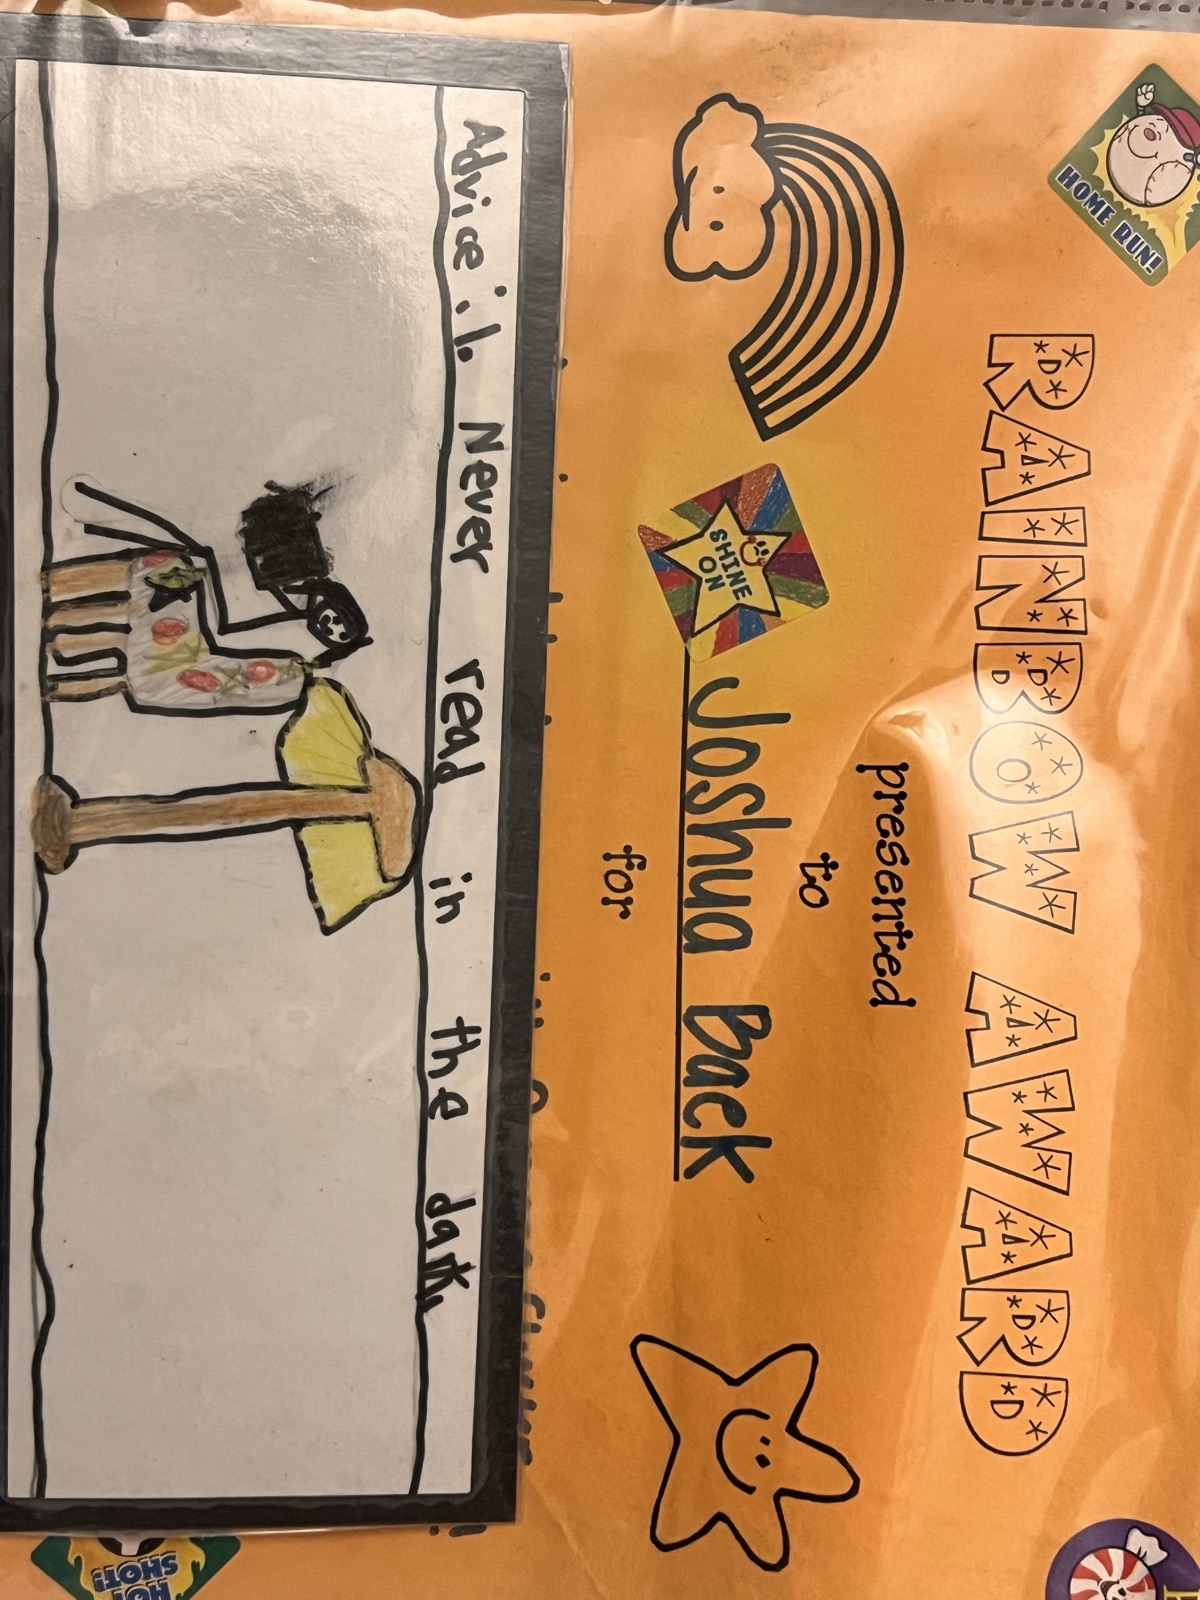 HOME RUN!
RAINBOW AWARD
presented
to
SHINE
ON
Joshua Back
for
Advice: 1. Never read in the dark.
HOT
SHOT!